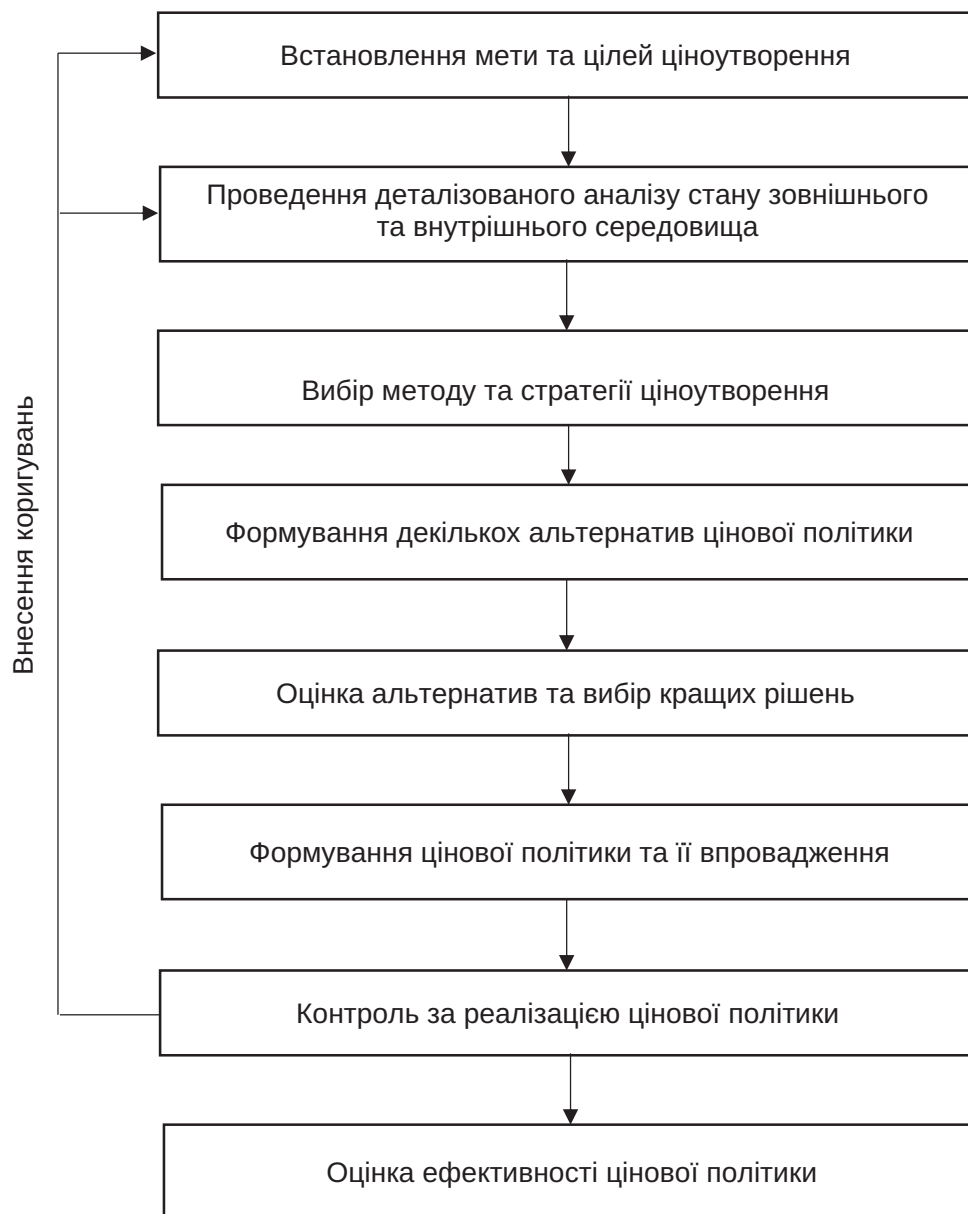 Встановлення мети та цілей ціноутворення
Проведення деталізованого аналізу стану зовнішнього
та внутрішнього середовища
Вибір методу та стратегії ціноутворення
Формування декількох альтернатив цінової політики
Оцінка альтернатив та вибір кращих рішень
Формування цінової політики та її впровадження
Контроль за реалізацією цінової політики
Оцінка ефективності цінової політики
Внесення коригувань